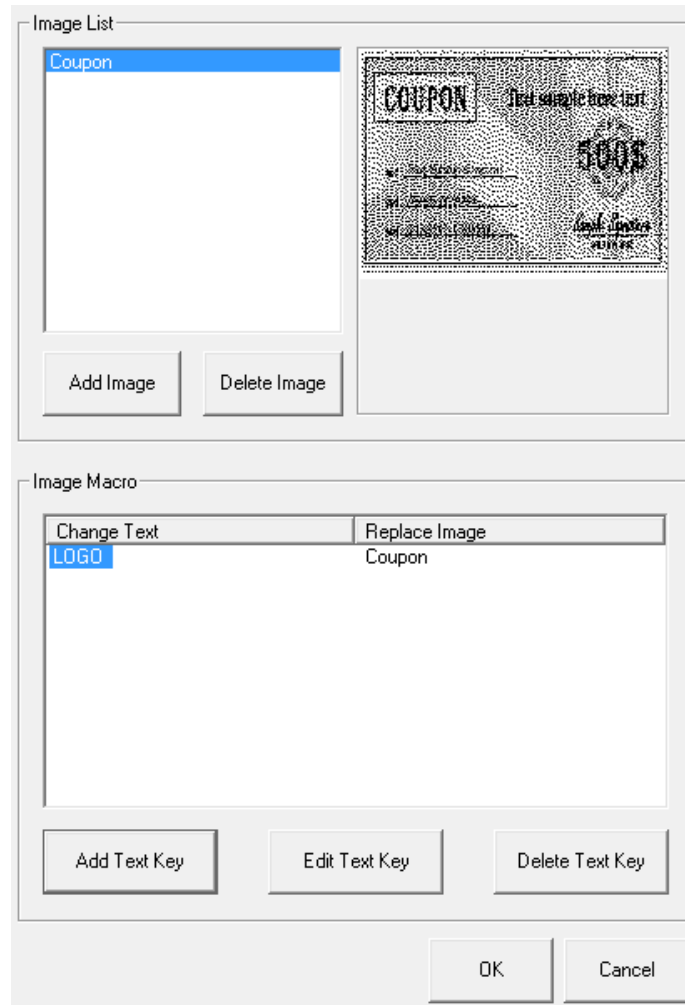 Image List
Coupon
COUPON
500$
Add Image
Delete Image
Image Macro
Change Text
Replace Image
LOGO
Coupon
Add Text Key
Edit Text Key
Delete Text Key
OK
Cancel